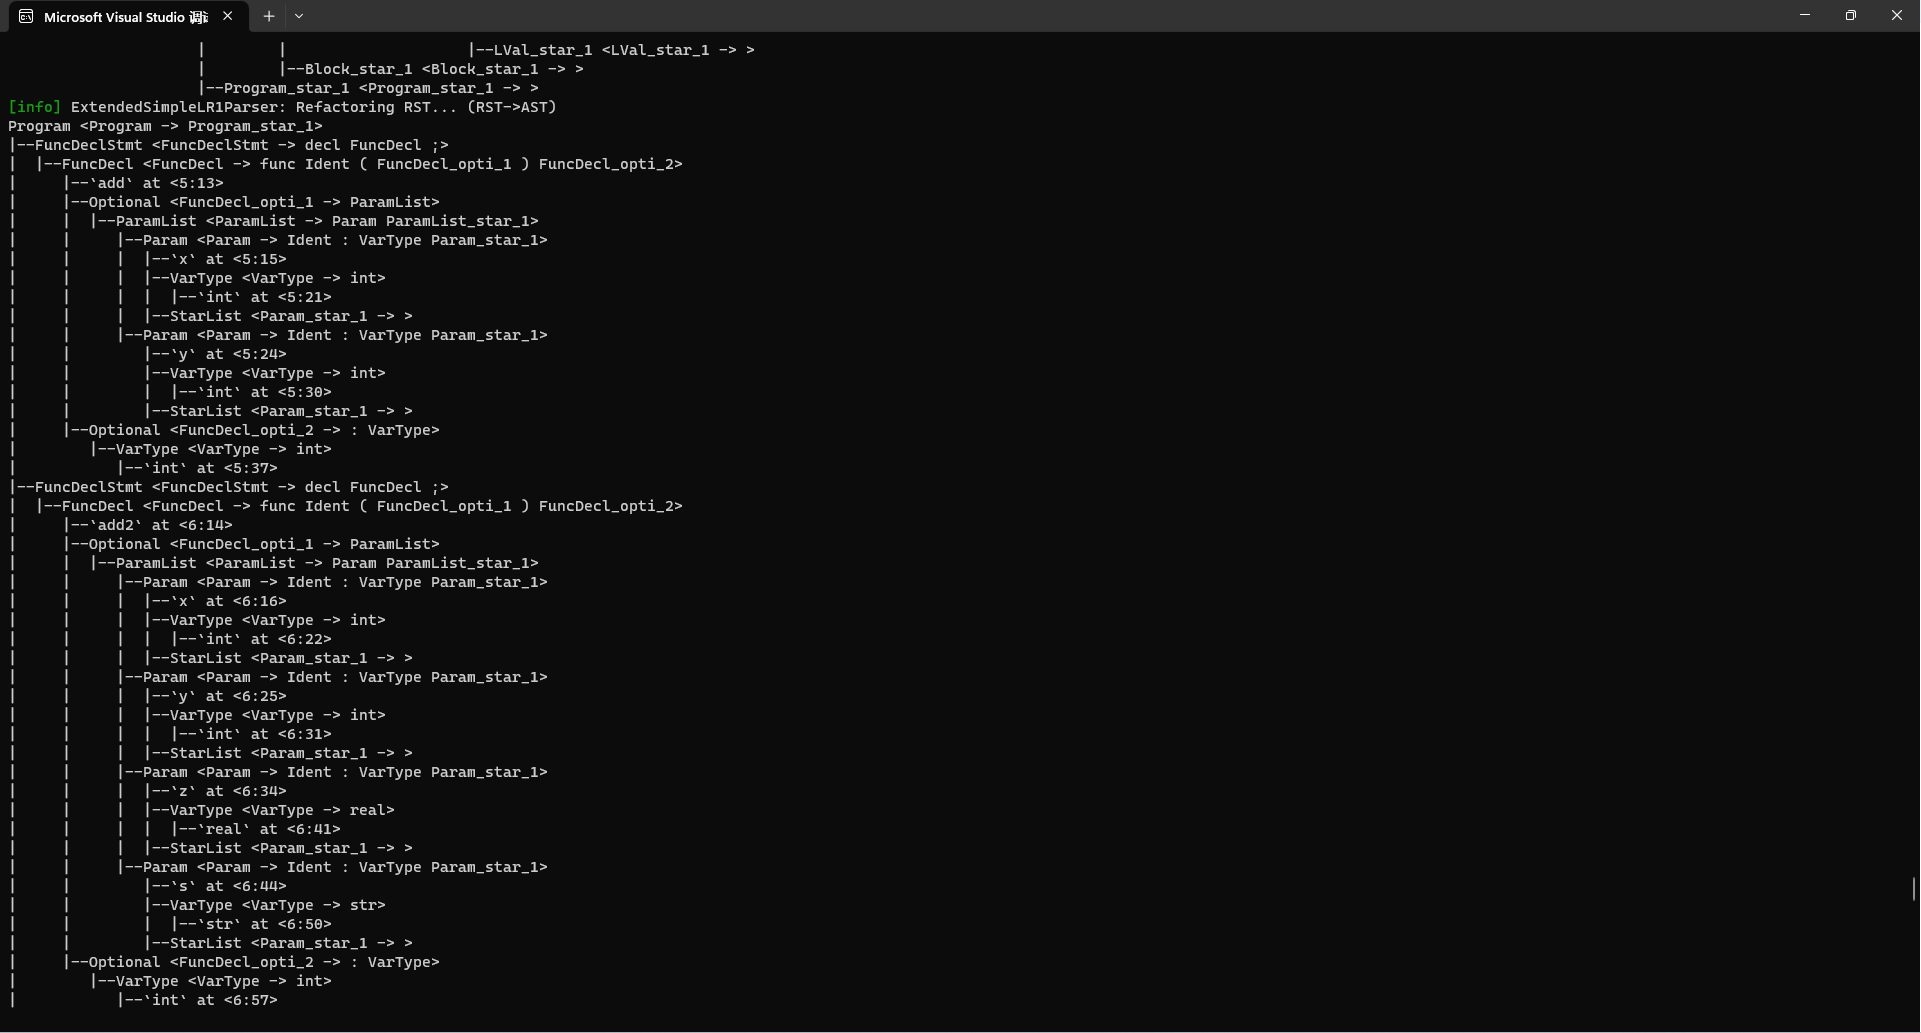 Microsoft Visual Studio 调试
|        |                    |--LVal_star_1 <LVal_star_1 -> >
|        |--Block_star_1 <Block_star_1 -> >
|--Program_star_1 <Program_star_1 -> >
[info] ExtendedSimpleLR1Parser: Refactoring RST... (RST->AST)
Program <Program -> Program_star_1>
|--FuncDeclStmt <FuncDeclStmt -> decl FuncDecl ;>
|  |--FuncDecl <FuncDecl -> func Ident ( FuncDecl_opti_1 ) FuncDecl_opti_2>
|     |--`add` at <5:13>
|     |--Optional <FuncDecl_opti_1 -> ParamList>
|     |  |--ParamList <ParamList -> Param ParamList_star_1>
|     |     |--Param <Param -> Ident : VarType Param_star_1>
|     |     |  |--`x` at <5:15>
|     |     |  |--VarType <VarType -> int>
|     |     |  |  |--`int` at <5:21>
|     |     |  |--StarList <Param_star_1 -> >
|     |     |--Param <Param -> Ident : VarType Param_star_1>
|     |        |--`y` at <5:24>
|     |        |--VarType <VarType -> int>
|     |        |  |--`int` at <5:30>
|     |        |--StarList <Param_star_1 -> >
|     |--Optional <FuncDecl_opti_2 -> : VarType>
|        |--VarType <VarType -> int>
|           |--`int` at <5:37>
|--FuncDeclStmt <FuncDeclStmt -> decl FuncDecl ;>
|  |--FuncDecl <FuncDecl -> func Ident ( FuncDecl_opti_1 ) FuncDecl_opti_2>
|     |--`add2` at <6:14>
|     |--Optional <FuncDecl_opti_1 -> ParamList>
|     |  |--ParamList <ParamList -> Param ParamList_star_1>
|     |     |--Param <Param -> Ident : VarType Param_star_1>
|     |     |  |--`x` at <6:16>
|     |     |  |--VarType <VarType -> int>
|     |     |  |  |--`int` at <6:22>
|     |     |  |--StarList <Param_star_1 -> >
|     |     |--Param <Param -> Ident : VarType Param_star_1>
|     |     |  |--`y` at <6:25>
|     |     |  |--VarType <VarType -> int>
|     |     |  |  |--`int` at <6:31>
|     |     |  |--StarList <Param_star_1 -> >
|     |     |--Param <Param -> Ident : VarType Param_star_1>
|     |     |  |--`z` at <6:34>
|     |     |  |--VarType <VarType -> real>
|     |     |  |  |--`real` at <6:41>
|     |     |  |--StarList <Param_star_1 -> >
|     |     |--Param <Param -> Ident : VarType Param_star_1>
|     |        |--`s` at <6:44>
|     |        |--VarType <VarType -> str>
|     |        |  |--`str` at <6:50>
|     |        |--StarList <Param_star_1 -> >
|     |--Optional <FuncDecl_opti_2 -> : VarType>
|        |--VarType <VarType -> int>
|           |--`int` at <6:57>